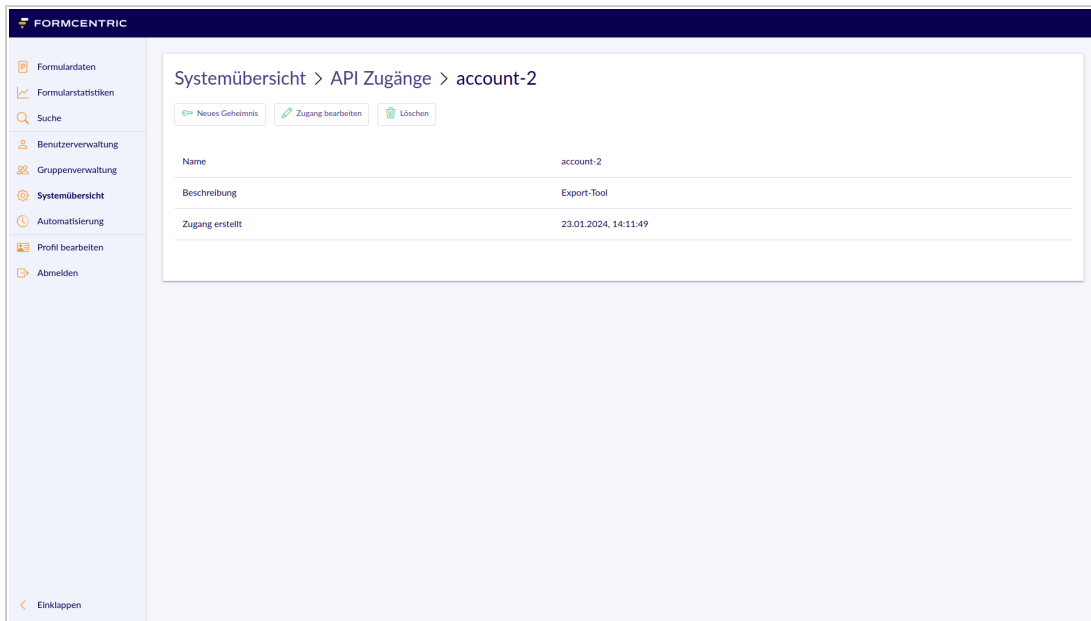 FORMCENTRIC
Formulardaten
Formularstatistiken
Suche
Benutzerverwaltung
Gruppenverwaltung
Systemübersicht
Automatisierung
Profil bearbeiten
Abmelden
Einklappen
Systemübersicht > API Zugänge > account-2
Neues Geheimnis Zugang bearbeiten Löschen
Name account-2
Beschreibung Export-Tool
Zugang erstellt 23.01.2024, 14:11:49